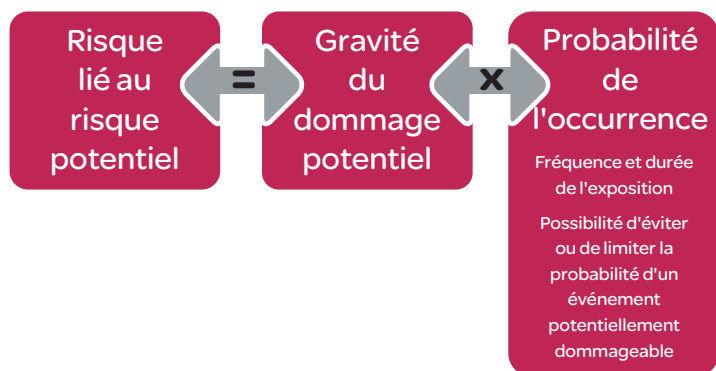 Risque
lié au
risque
potentiel
=
Gravité
du
dommage
potentiel
x
Probabilité
de
l'occurrence
Fréquence et durée
de l'exposition
Possibilité d'éviter
ou de limiter la
probabilité d'un
événement
potentiellement
dommageable